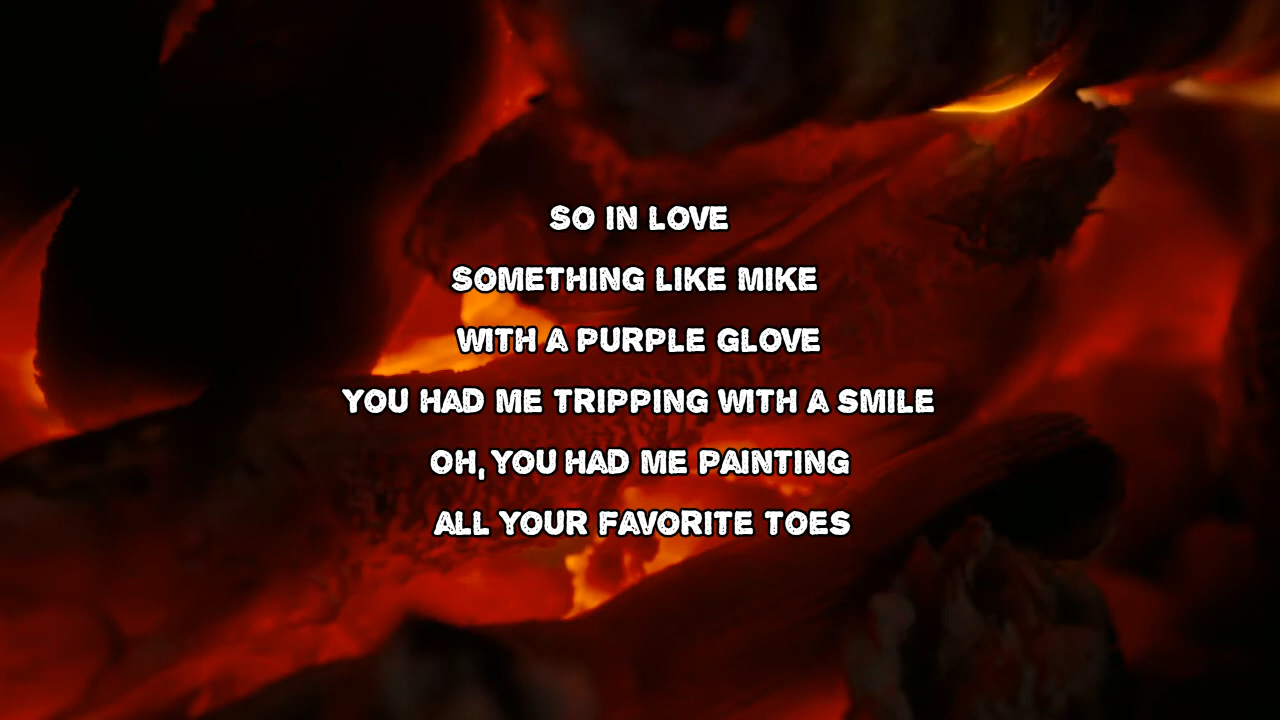 SO IN LOVE
SOMETHING LIKE MIKE
WITH A PURPLE GLOVE
YOU HAD ME TRIPPING WITH A SMILE
OH, YOU HAD ME PAINTING
ALL YOUR FAVORITE TOES